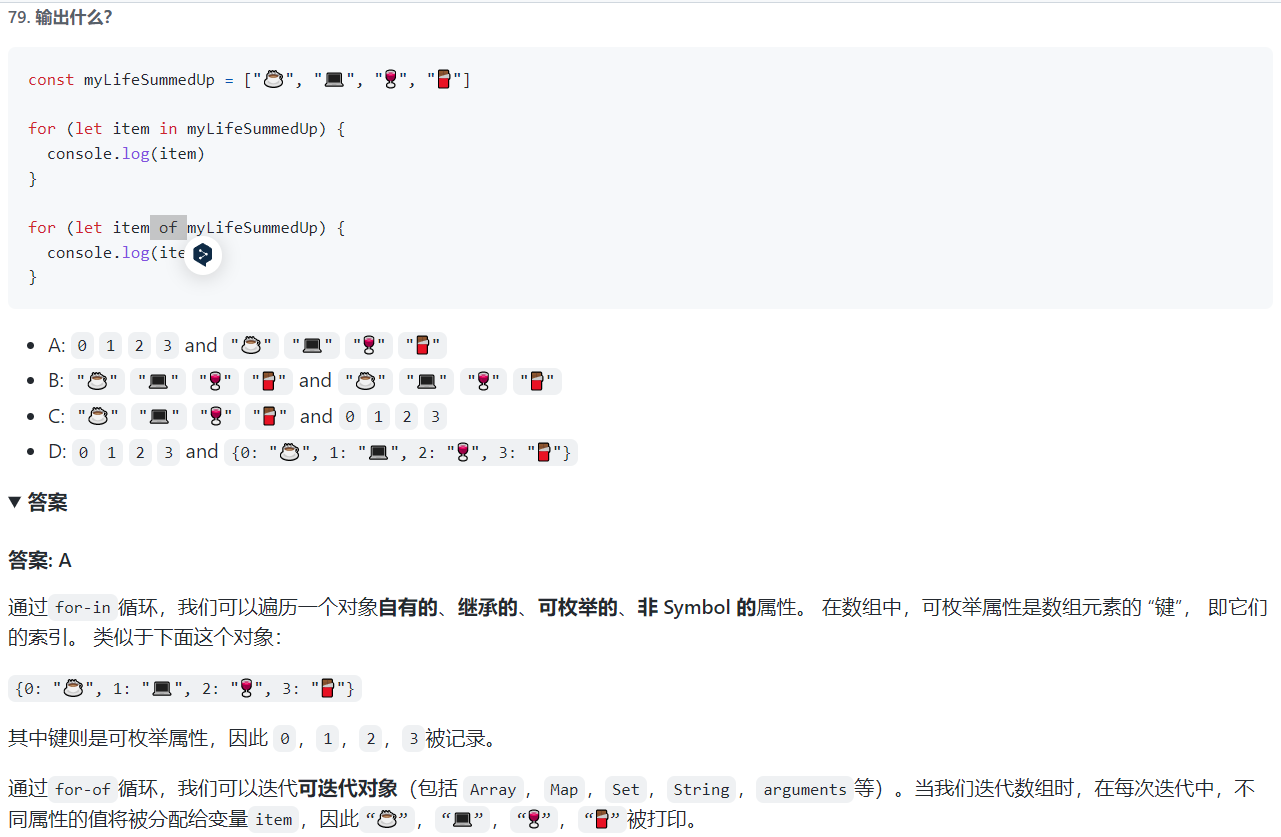 79. 输出什么？
const myLifeSummedUp = ["☕", "💻", "🍷", "🍫"]
for (let item in myLifeSummedUp) {
console.log(item)
}
for (let item of myLifeSummedUp) {
console.log(ite
}
A: 0 1 2 3 and "☕" "💻" "🍷" "🍫"
B: "☕" "💻" "🍷" "🍫" and "☕" "💻" "🍷" "🍫"
C: "☕" "💻" "🍷" "🍫" and 0 1 2 3
D: 0 1 2 3 and {0: "☕", 1: "💻", 2: "🍷", 3: "🍫"}
▼ 答案
答案: A
通过 for-in 循环，我们可以遍历一个对象自有的、继承的、可枚举的、非 Symbol 的属性。 在数组中，可枚举属性是数组元素的 “键”， 即它们
的索引。 类似于下面这个对象：
{0: "☕", 1: "💻", 2: "🍷", 3: "🍫"}
其中键则是可枚举属性，因此 0， 1， 2， 3 被记录。
通过 for-of 循环，我们可以迭代可迭代对象（包括 Array， Map， Set， String， arguments 等）。当我们迭代数组时，在每次迭代中，不
同属性的值将被分配给变量 item， 因此 “☕”， “💻”， “🍷”， “🍫” 被打印。